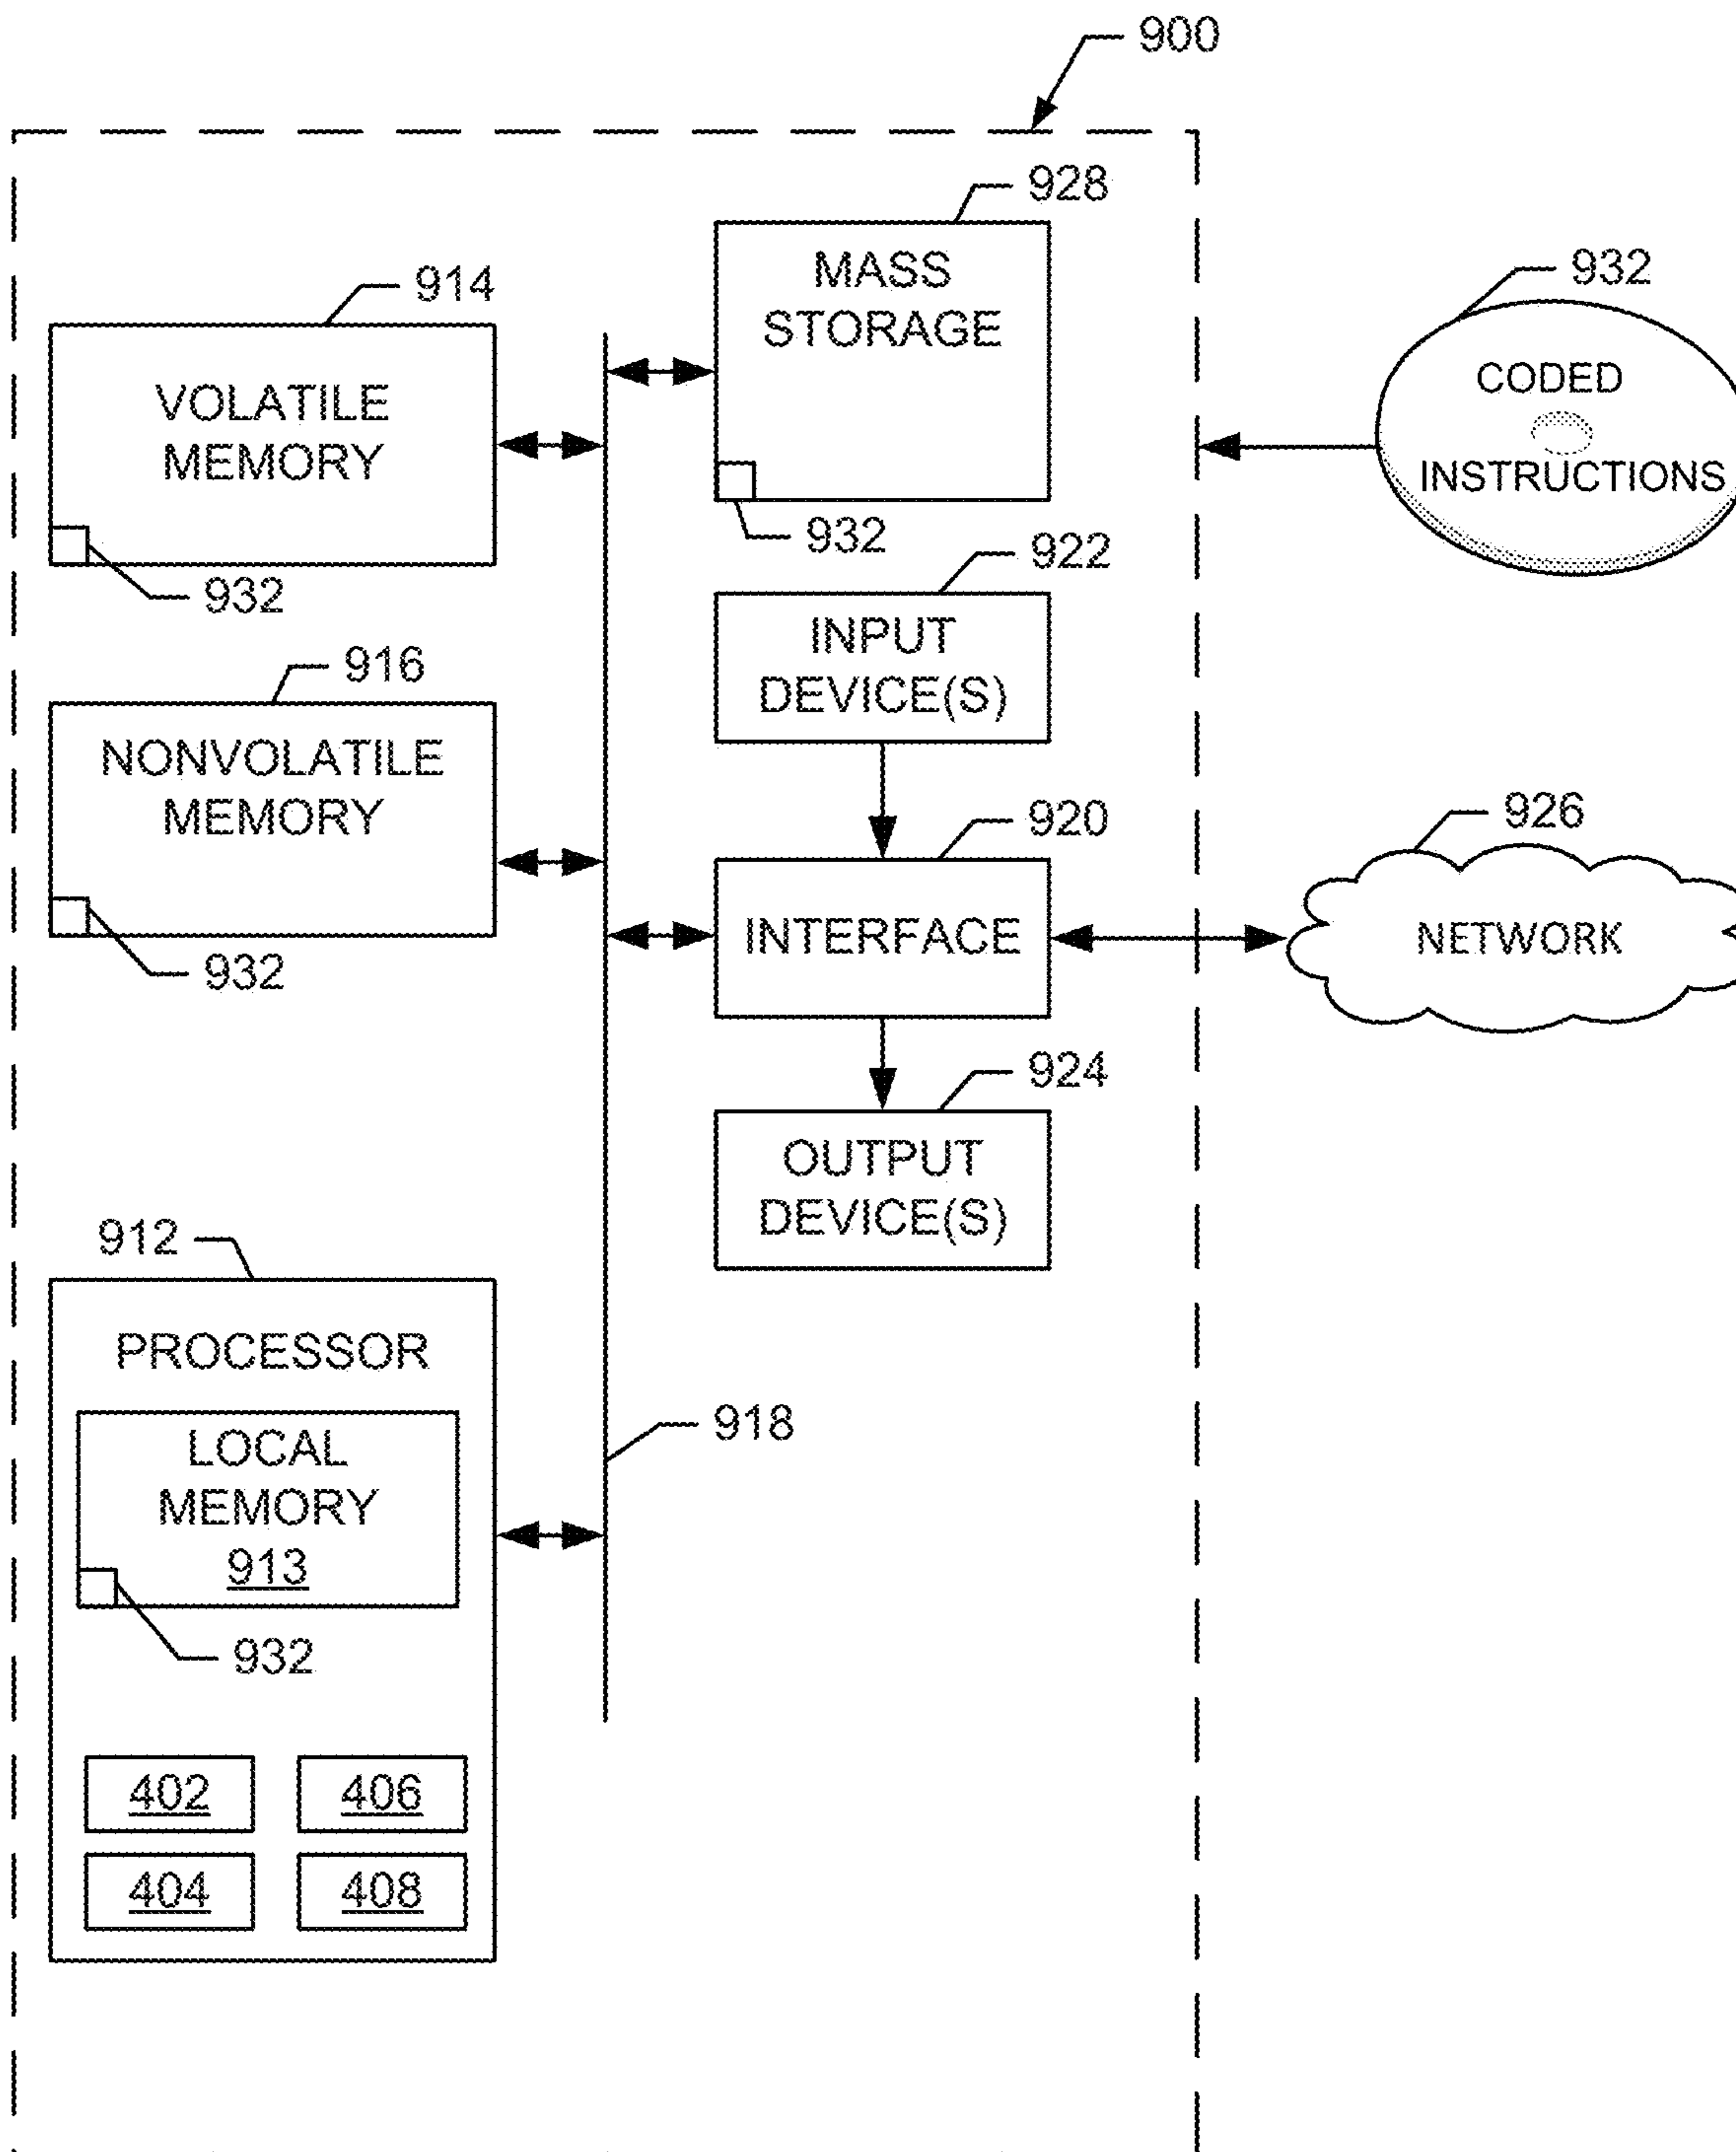 900
928
MASS
STORAGE
932
914
VOLATILE
MEMORY
932
932
CODED
INSTRUCTIONS
922
INPUT
DEVICE(S)
916
NONVOLATILE
MEMORY
932
920
INTERFACE
926
NETWORK
924
OUTPUT
DEVICE(S)
912
PROCESSOR
LOCAL
MEMORY
913
932
918
402
406
404
408